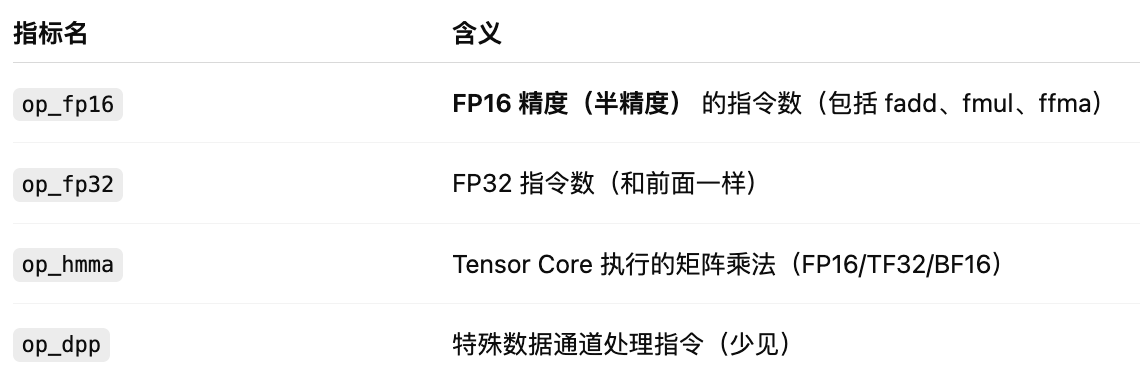 指标名 含义
op_fp16 FP16 精度（半精度） 的指令数（包括 fadd、fmul、ffma）
op_fp32 FP32 指令数（和前面一样）
op_hmma Tensor Core 执行的矩阵乘法（FP16/TF32/BF16）
op_dpp 特殊数据通道处理指令（少见）